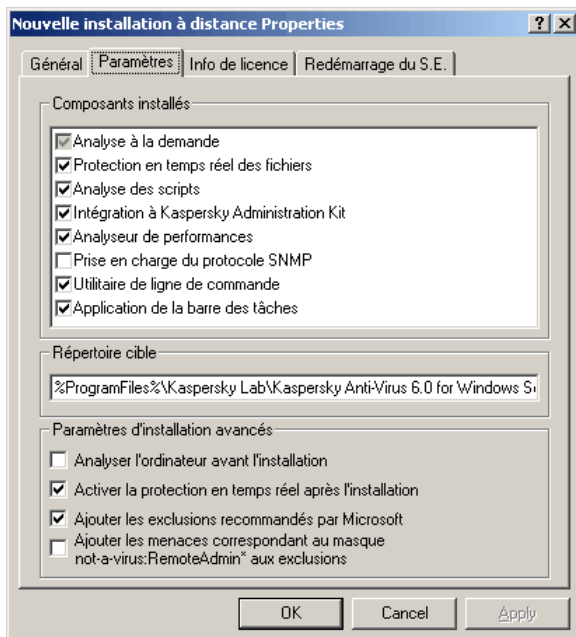 Nouvelle installation à distance Properties
Général
Paramètres
Info de licence
Redémarrage du S.E.
Composants installés
Analyse à la demande
Protection en temps réel des fichiers
Analyse des scripts
Intégration à Kaspersky Administration Kit
Analyseur de performances
Prise en charge du protocole SNMP
Utilitaire de ligne de commande
Application de la barre des tâches
Répertoire cible
%ProgramFiles%\Kaspersky Lab\Kaspersky Anti-Virus 6.0 for Windows
Paramètres d'installation avancés
Analyser l'ordinateur avant l'installation
Activer la protection en temps réel après l'installation
Ajouter les exclusions recommandés par Microsoft
Ajouter les menaces correspondant au masque
not-a-virus:RemoteAdmin* aux exclusions
OK
Cancel
Apply